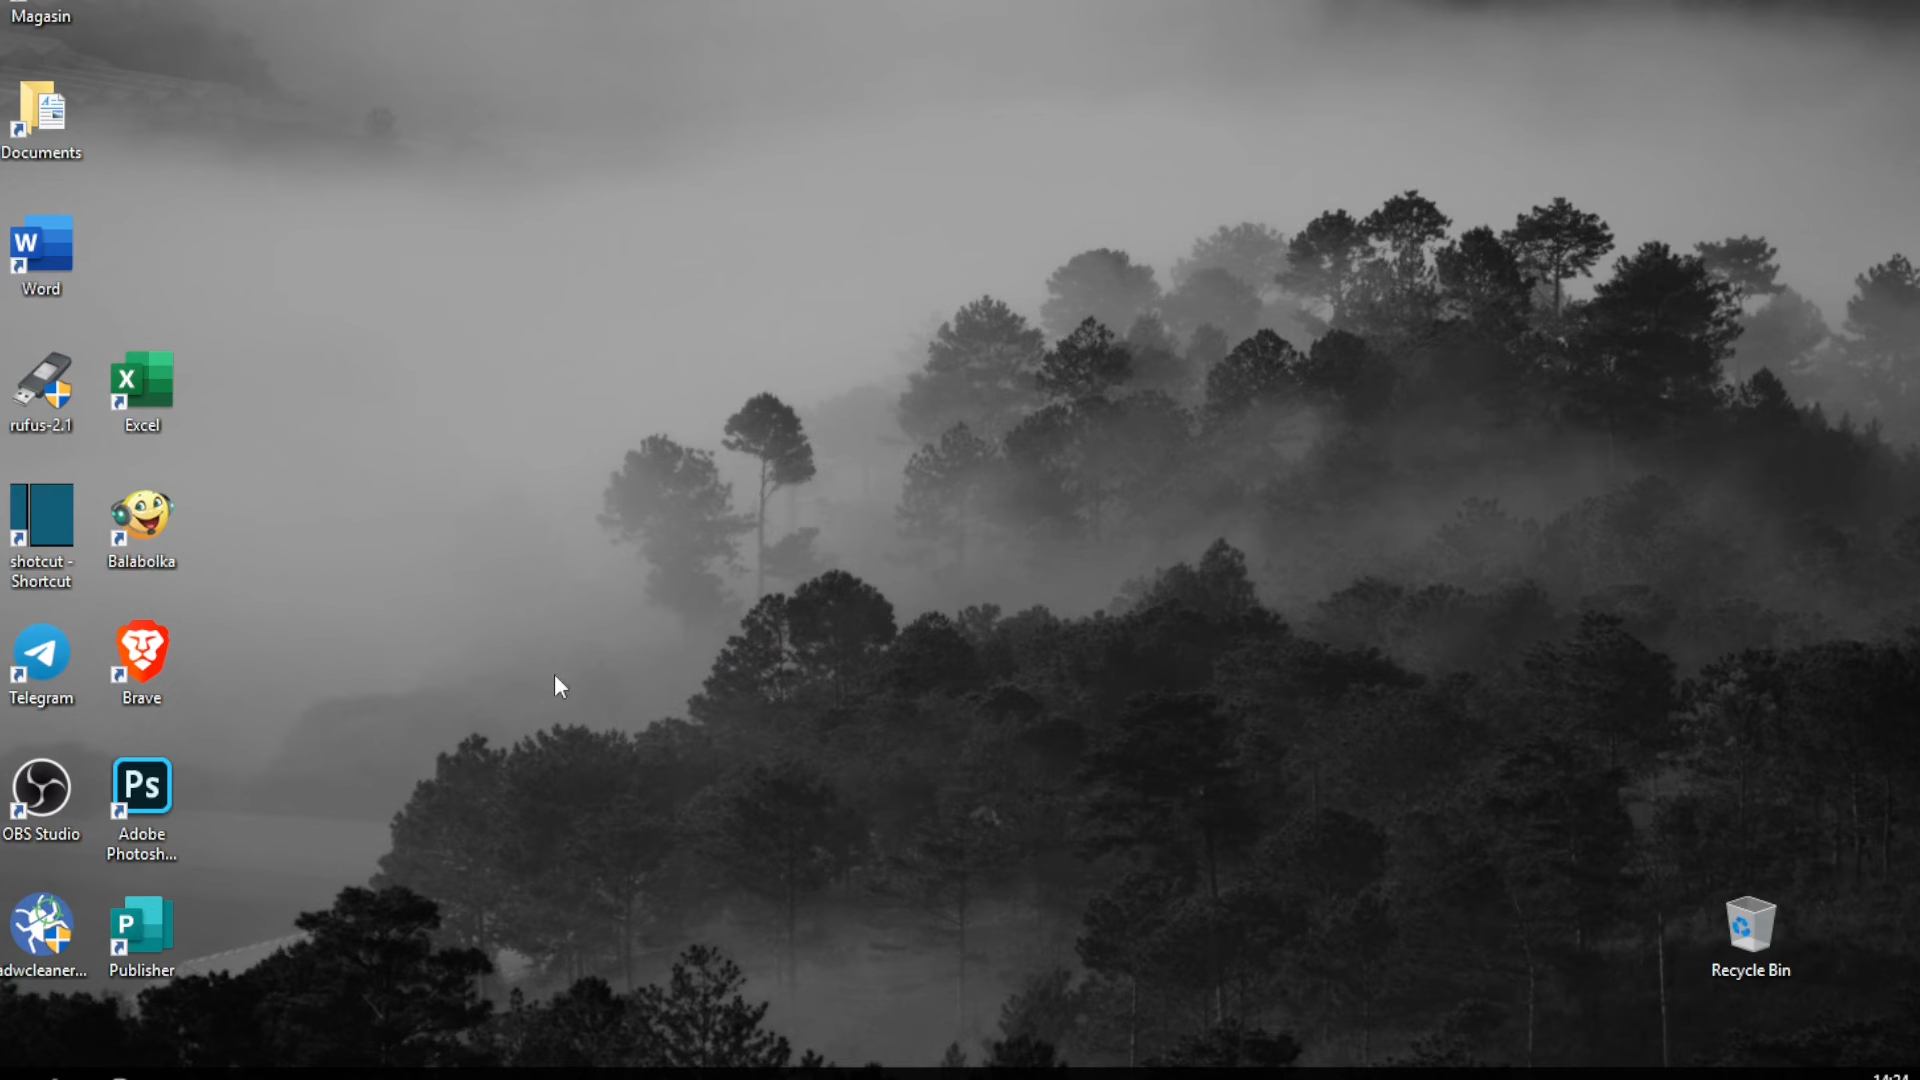 Magasin
Documents
Word
rufus-2.1
Excel
shotcut -
Shortcut
Balabolka
Telegram
Brave
OBS Studio
Adobe
Photosh...
adwcleaner...
Publisher
Recycle Bin
W
X
Ps
P